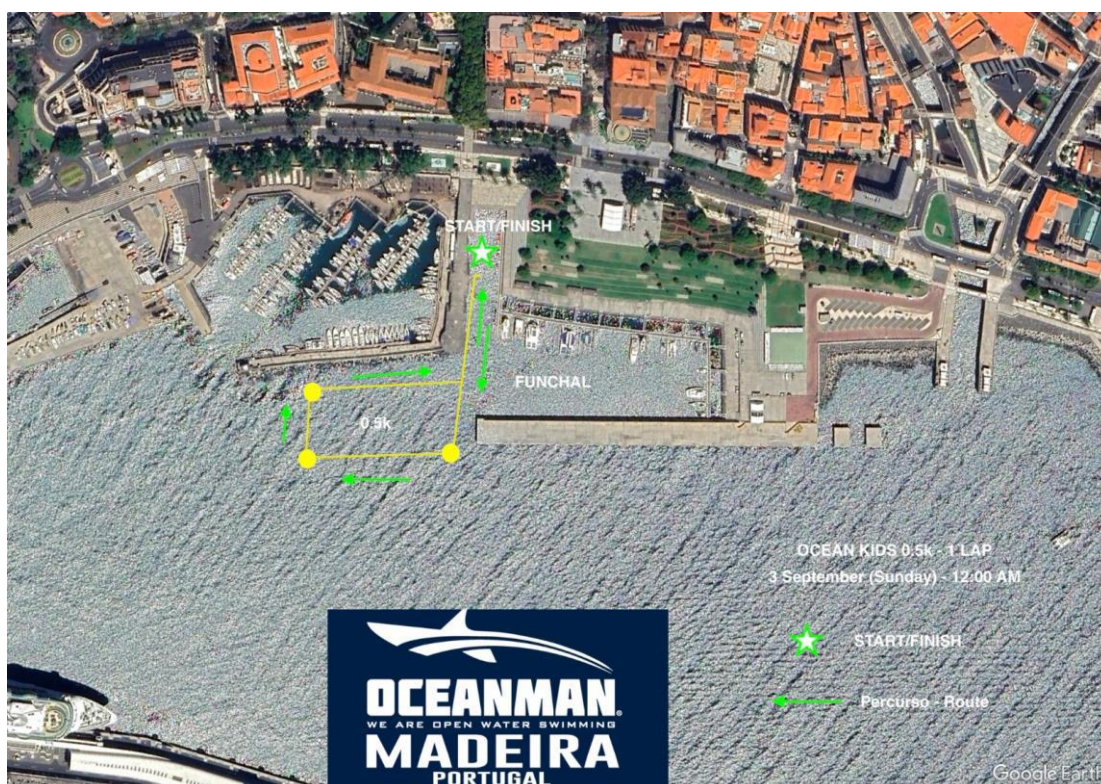 START/FINISH
FUNCHAL
0.5k
OCEAN KIDS 0.5k - 1 LAP
3 September (Sunday) - 12:00 AM
START/FINISH
Percurso - Route
OCEANMAN®
WE ARE OPEN WATER SWIMMING
MADEIRA
PORTUGAL
Google Earth